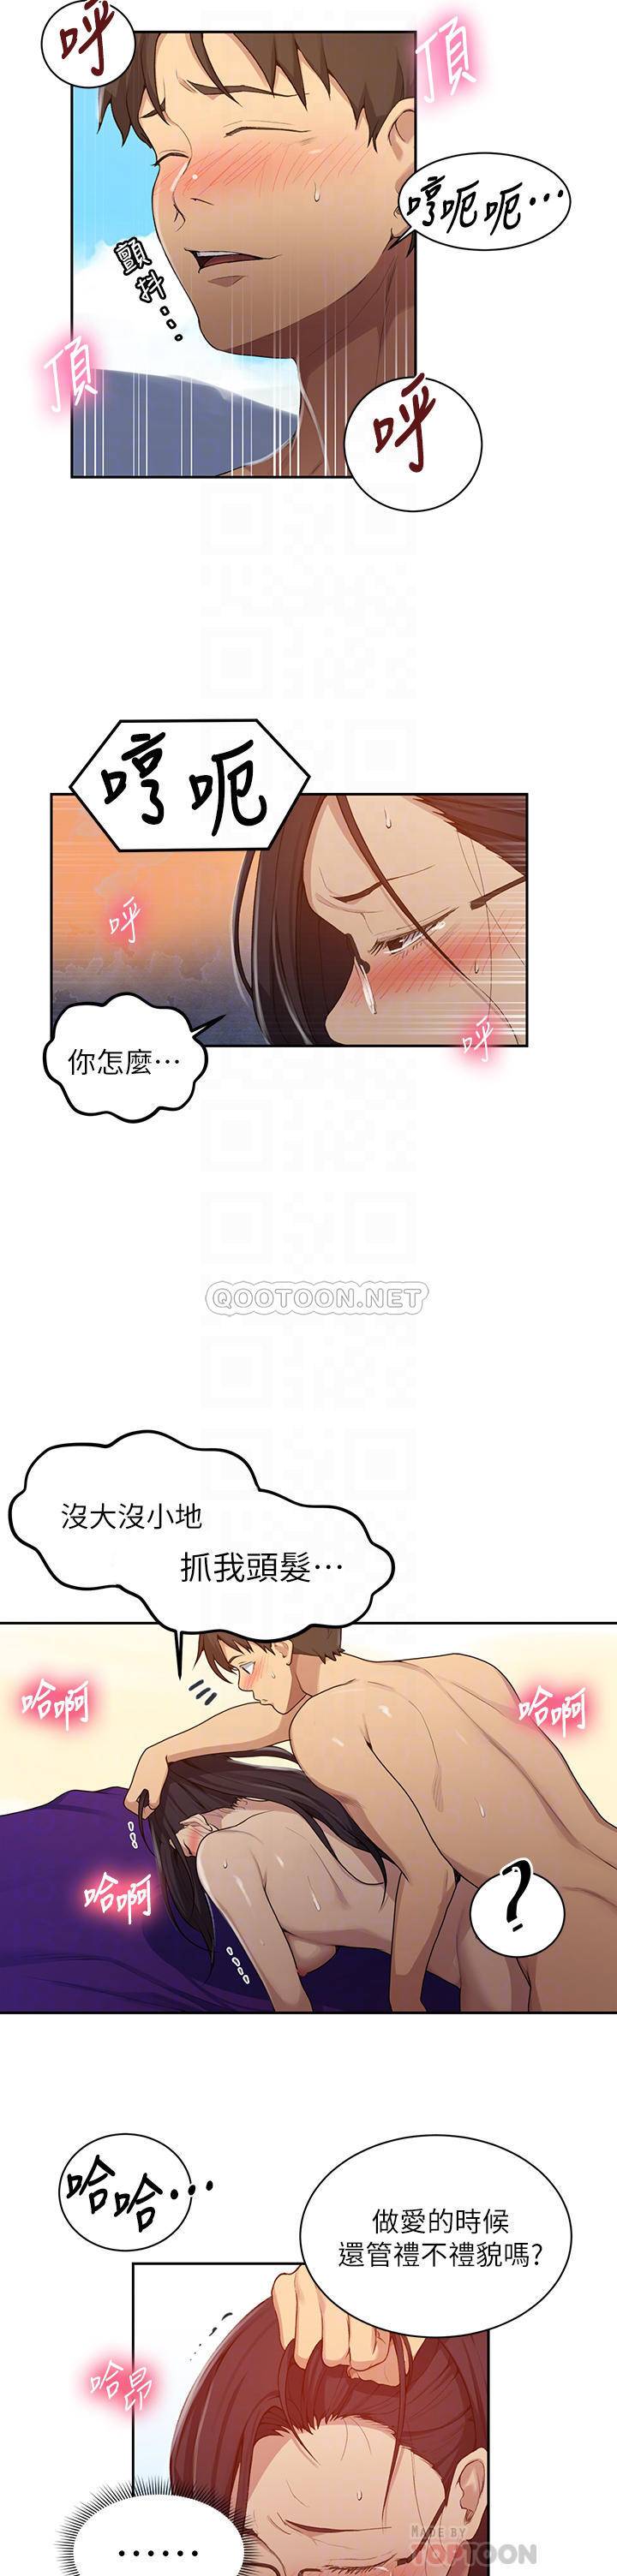 呼
頂
哼呃呃…
顫抖…
頂
呼
哼呃
呼
呼
你怎麼…
QOOTOON.NET
沒大沒小地
抓我頭髮…
哈啊
哈啊
哈啊
?
哈哈…
做愛的時候
還管禮不禮貌嗎?
哈昂
……
MADE BY
TOPTOON